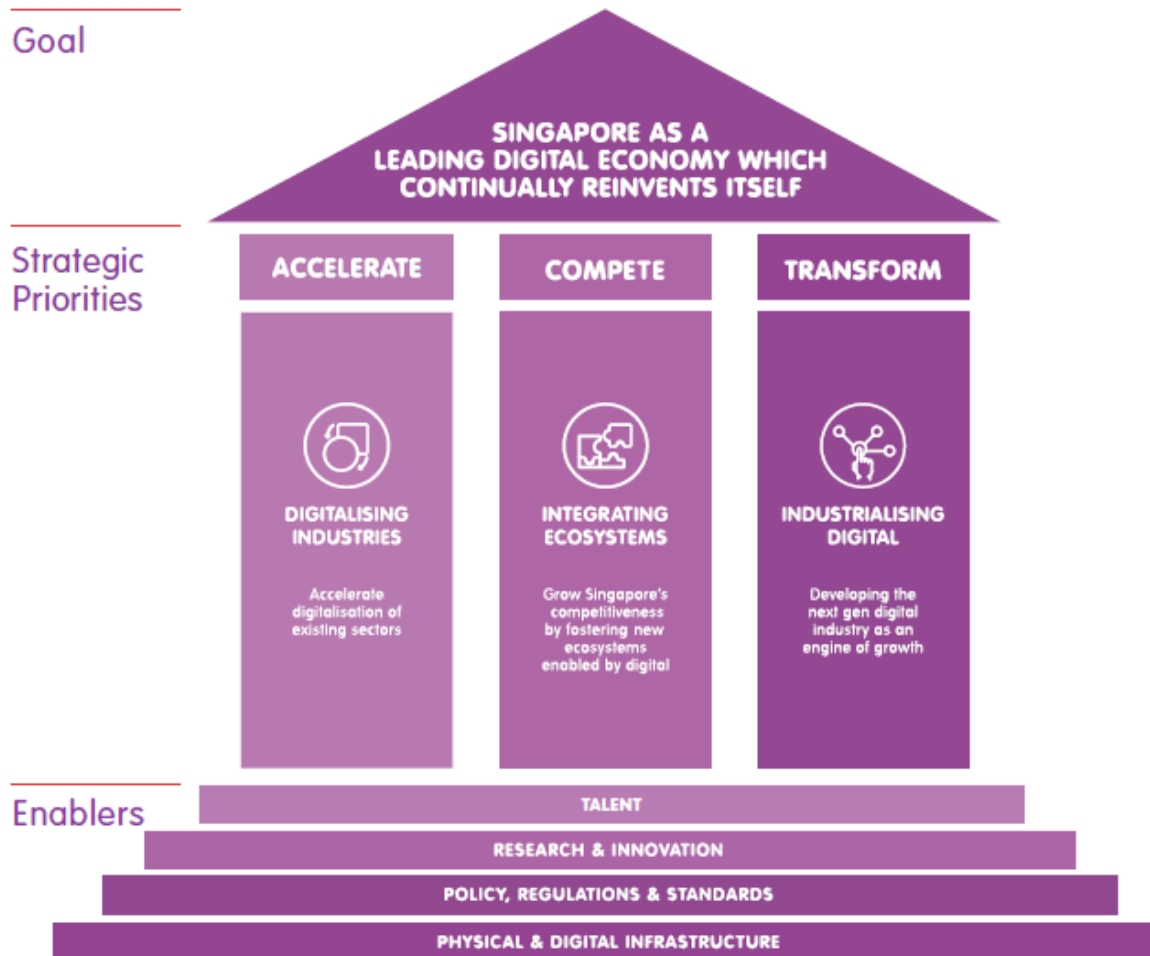 Goal
SINGAPORE AS A
LEADING DIGITAL ECONOMY WHICH
CONTINUALLY REINVENTS ITSELF
Strategic
Priorities
ACCELERATE
COMPETE
TRANSFORM
DIGITALISING
INDUSTRIES
Accelerate
digitalisation of
existing sectors
INTEGRATING
ECOSYSTEMS
Grow Singapore's
competitiveness
by fostering new
ecosystems
enabled by digital
INDUSTRIALISING
DIGITAL
Developing the
next gen digital
industry as an
engine of growth
Enablers
TALENT
RESEARCH & INNOVATION
POLICY, REGULATIONS & STANDARDS
PHYSICAL & DIGITAL INFRASTRUCTURE